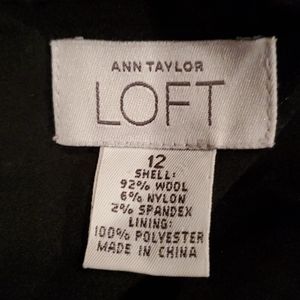 ANN TAYLOR
LOFT
12
SHELL:
92% WOOL
6% NYLON
2% SPANDEX
LINING:
100% POLYESTER
MADE IN CHINA